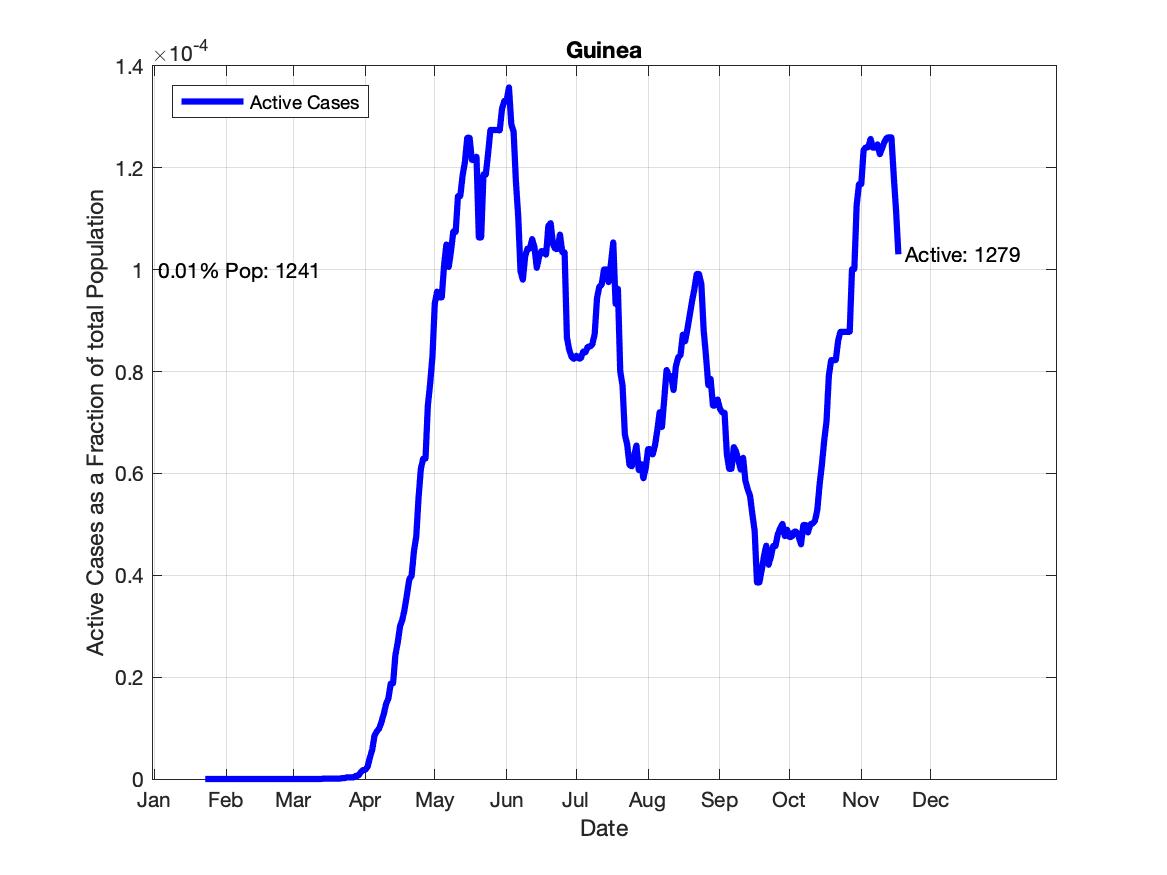 Guinea
×10⁻⁴
1.4
1.2
1
0.8
0.6
0.4
0.2
0
Active Cases as a Fraction of total Population
Active Cases
0.01% Pop: 1241
Active: 1279
Jan Feb Mar Apr May Jun Jul Aug Sep Oct Nov Dec
Date